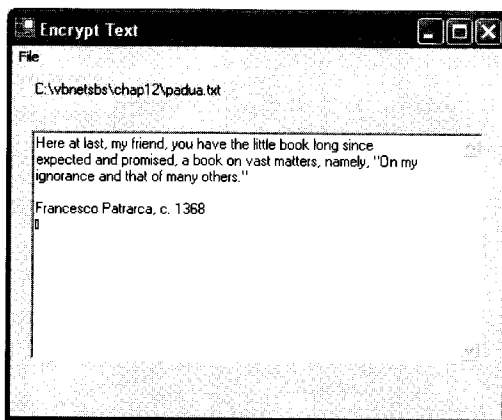 Encrypt Text
File
C:\vbnetsbs\chap12\padua.txt
Here at last, my friend, you have the little book long since
expected and promised, a book on vast matters, namely, "On my
ignorance and that of many others."
Francesco Patrarca, c. 1368